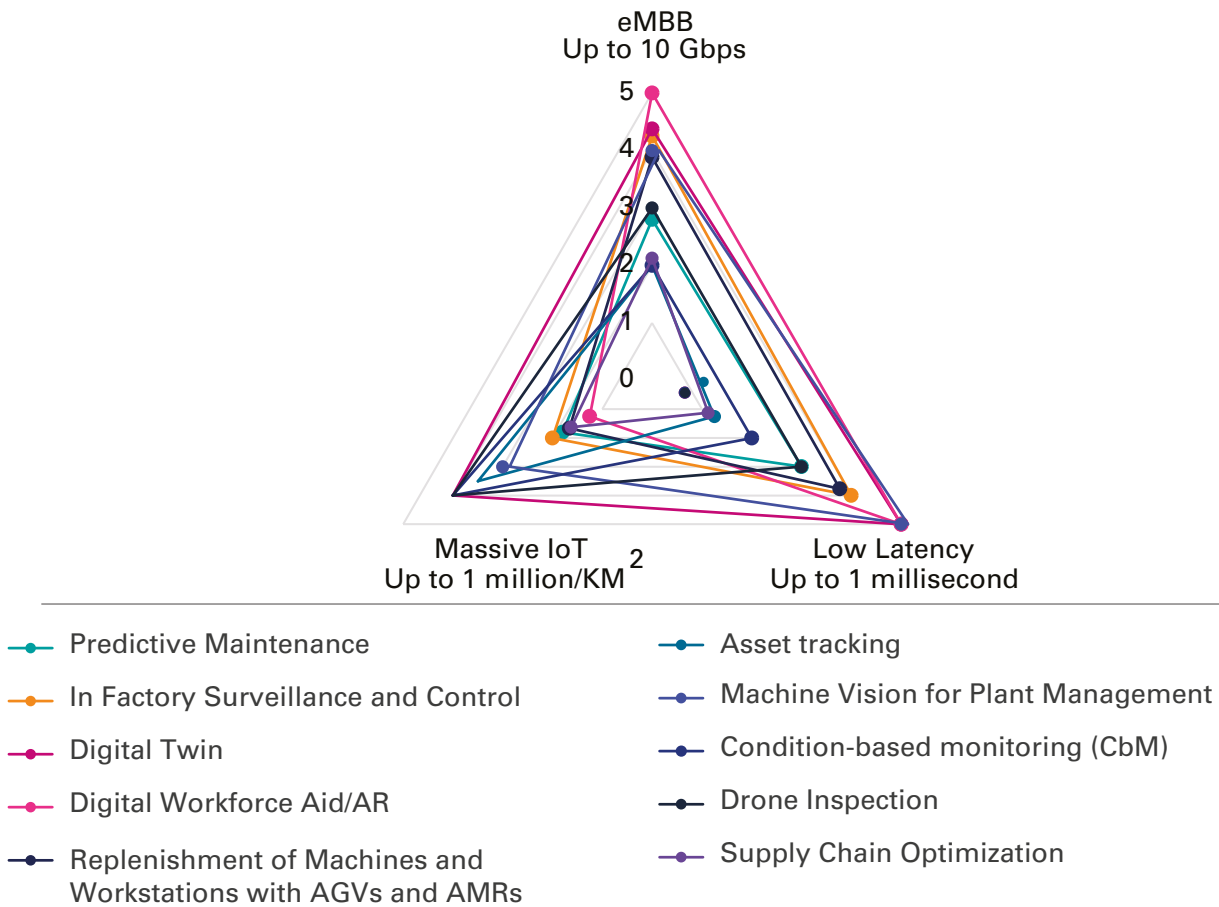 eMBB
Up to 10 Gbps
5
4
3
2
1
0
Massive IoT
Up to 1 million/KM 2
Low Latency
Up to 1 millisecond
Predictive Maintenance
In Factory Surveillance and Control
Digital Twin
Digital Workforce Aid/AR
Replenishment of Machines and
Workstations with AGVs and AMRs
Asset tracking
Machine Vision for Plant Management
Condition-based monitoring (CbM)
Drone Inspection
Supply Chain Optimization